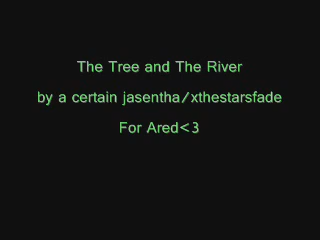 The Tree and The River
by a certain jasentha/xthestarsfade
For Ared<3